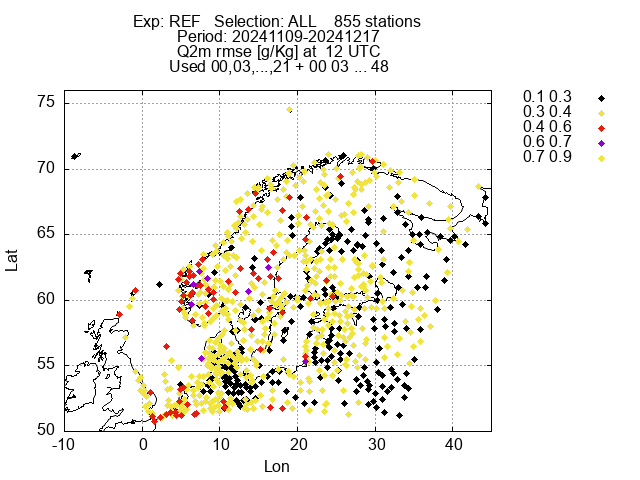 Exp: REF   Selection: ALL    855 stations
Period: 20241109-20241217
Q2m rmse [g/Kg] at  12 UTC
Used 00,03,...,21 + 00 03 ... 48
0.1 0.3
0.3 0.4
0.4 0.6
0.6 0.7
0.7 0.9
75
70
65
60
55
50
Lat
-10 0 10 20 30 40
Lon